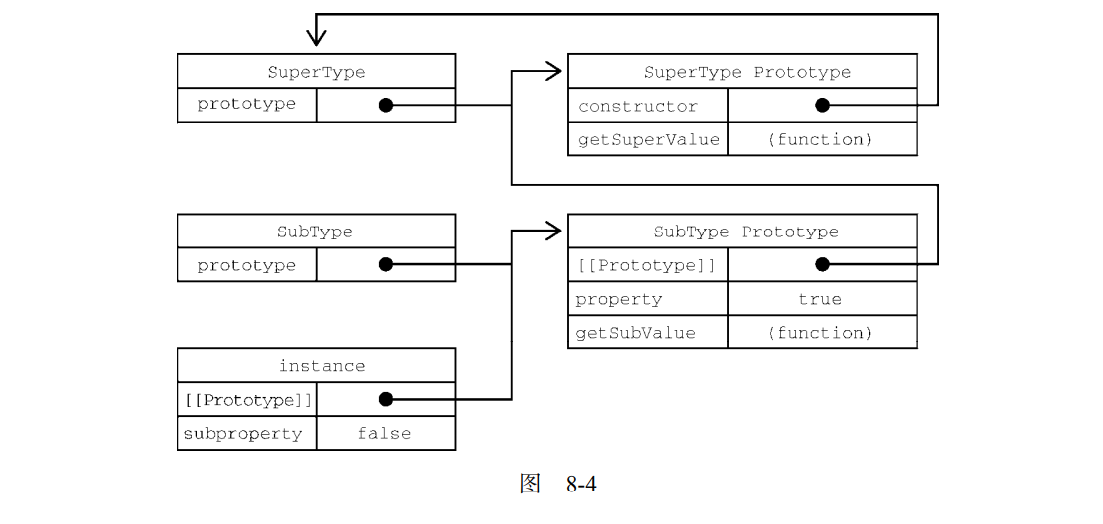 SuperType
prototype
SuperType Prototype
constructor
getSuperValue (function)
SubType
prototype
SubType Prototype
[[Prototype]]
property true
getSubValue (function)
instance
[[Prototype]]
subproperty false
图 8-4